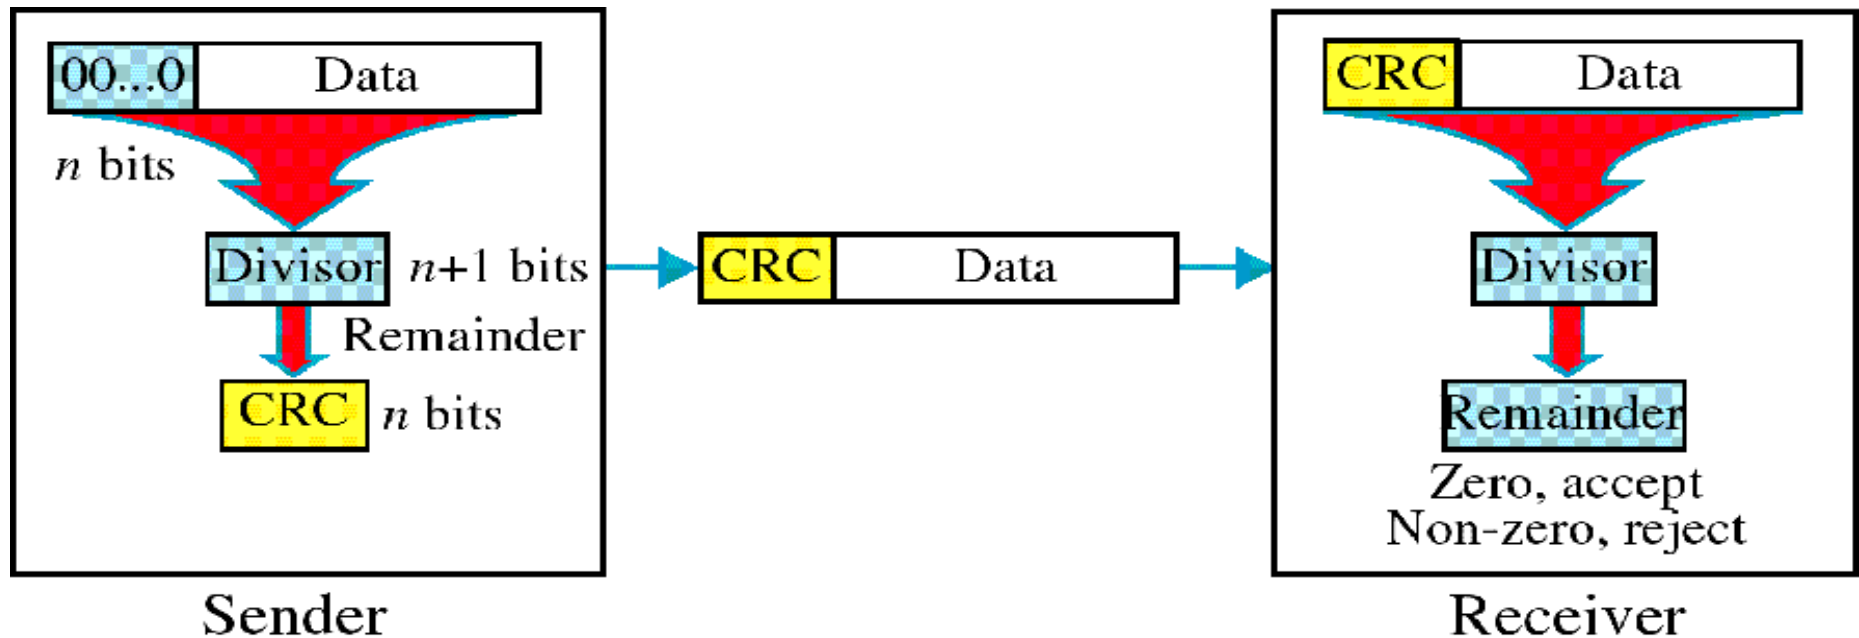 00...0 Data
n bits
Divisor n+1 bits
Remainder
CRC n bits
Sender
CRC Data
CRC Data
Divisor
Remainder
Zero, accept
Non-zero, reject
Receiver